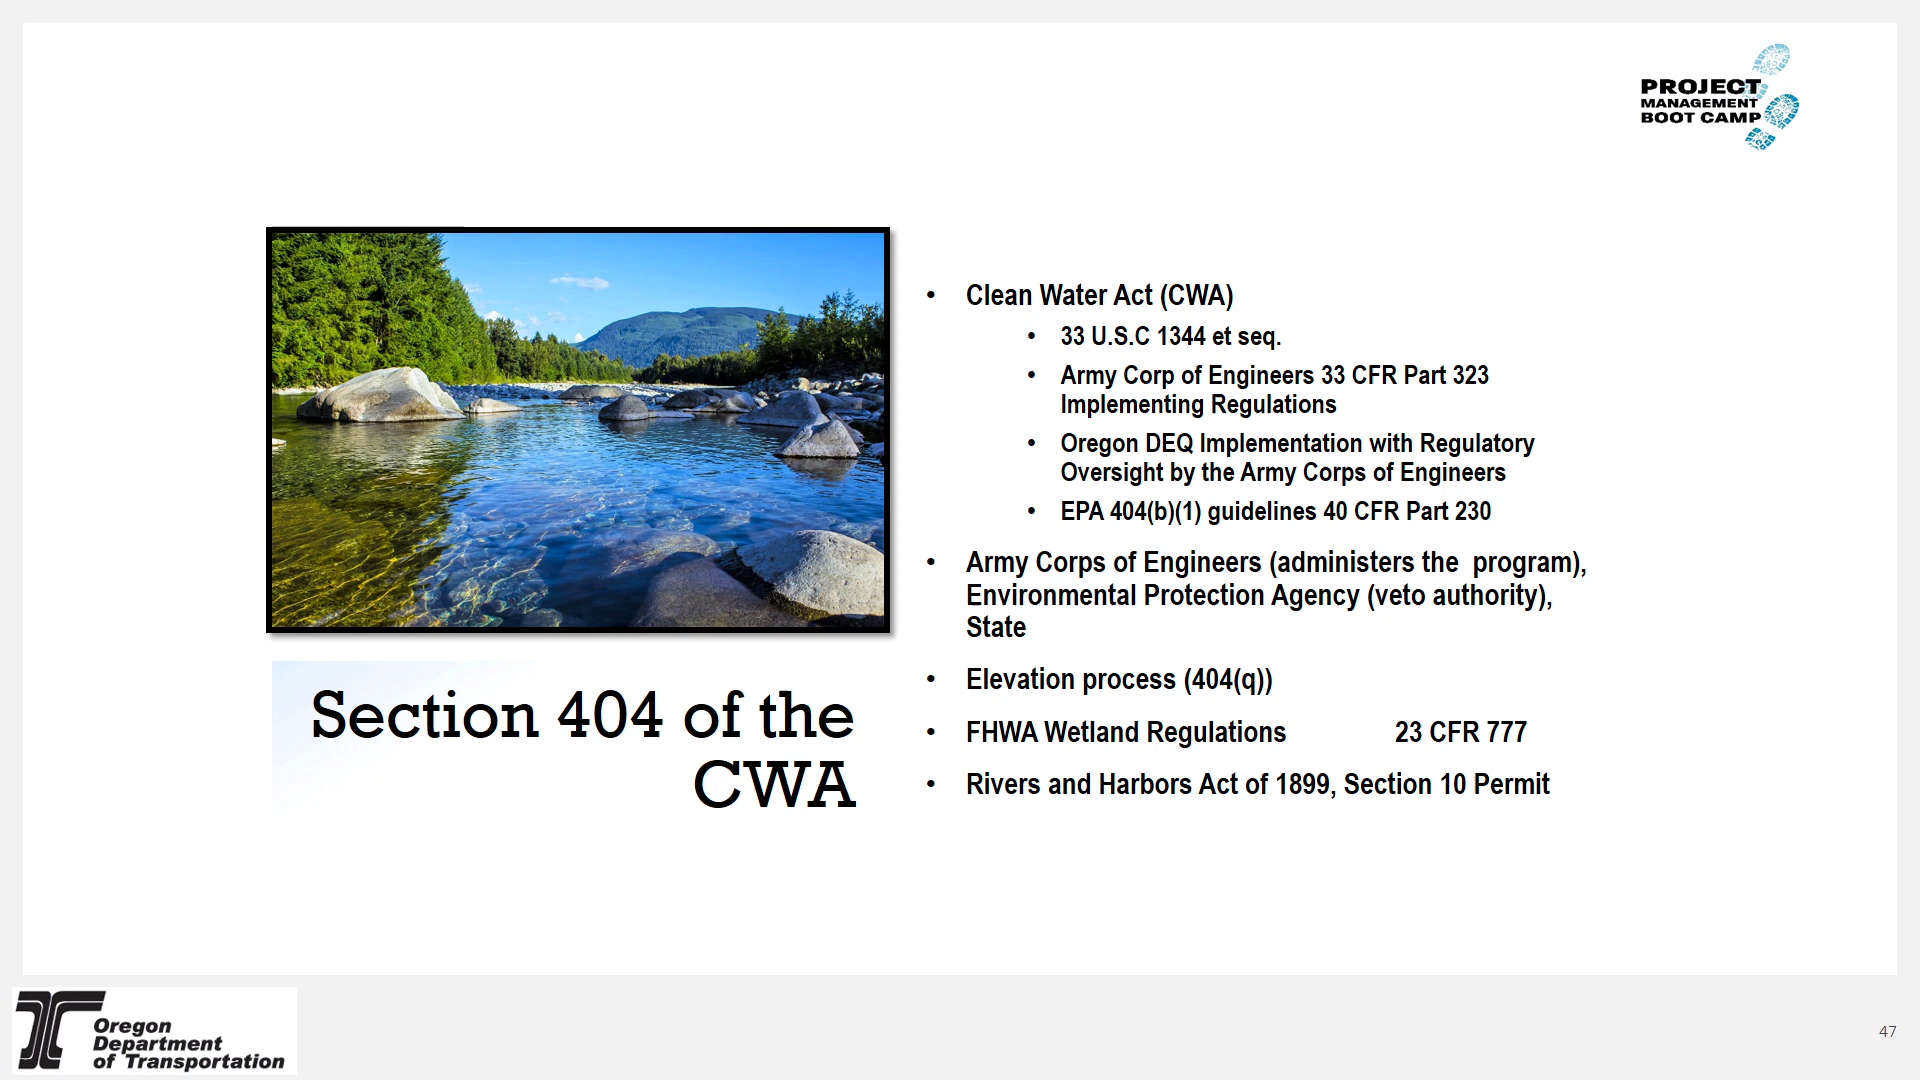 PROJECT
MANAGEMENT
BOOT CAMP
• Clean Water Act (CWA)
• 33 U.S.C 1344 et seq.
• Army Corp of Engineers 33 CFR Part 323
Implementing Regulations
• Oregon DEQ Implementation with Regulatory
Oversight by the Army Corps of Engineers
• EPA 404(b)(1) guidelines 40 CFR Part 230
• Army Corps of Engineers (administers the  program),
Environmental Protection Agency (veto authority),
State
• Elevation process (404(q))
• FHWA Wetland Regulations 23 CFR 777
• Rivers and Harbors Act of 1899, Section 10 Permit
Section 404 of the
CWA
Oregon
Department
of Transportation
47